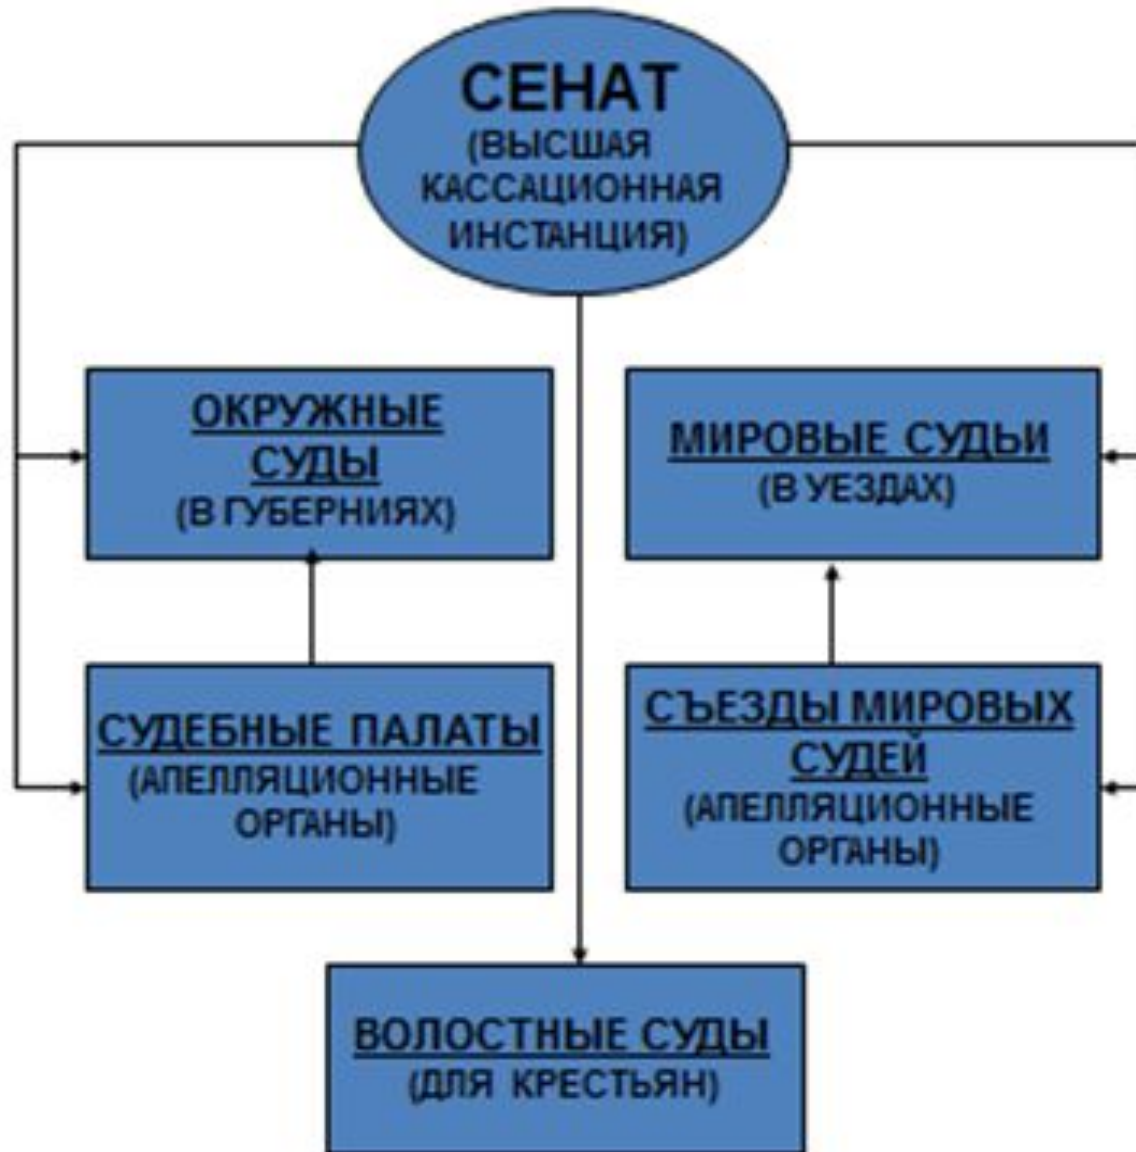 СЕНАТ
(ВЫСШАЯ
КАССАЦИОННАЯ
ИНСТАНЦИЯ)
ОКРУЖНЫЕ
СУДЫ
(В ГУБЕРНИЯХ)
МИРОВЫЕ СУДЬИ
(В УЕЗДАХ)
СУДЕБНЫЕ ПАЛАТЫ
(АПЕЛЛЯЦИОННЫЕ
ОРГАНЫ)
СЪЕЗДЫ МИРОВЫХ
СУДЕЙ
(АПЕЛЛЯЦИОННЫЕ
ОРГАНЫ)
ВОЛОСТНЫЕ СУДЫ
(ДЛЯ КРЕСТЬЯН)